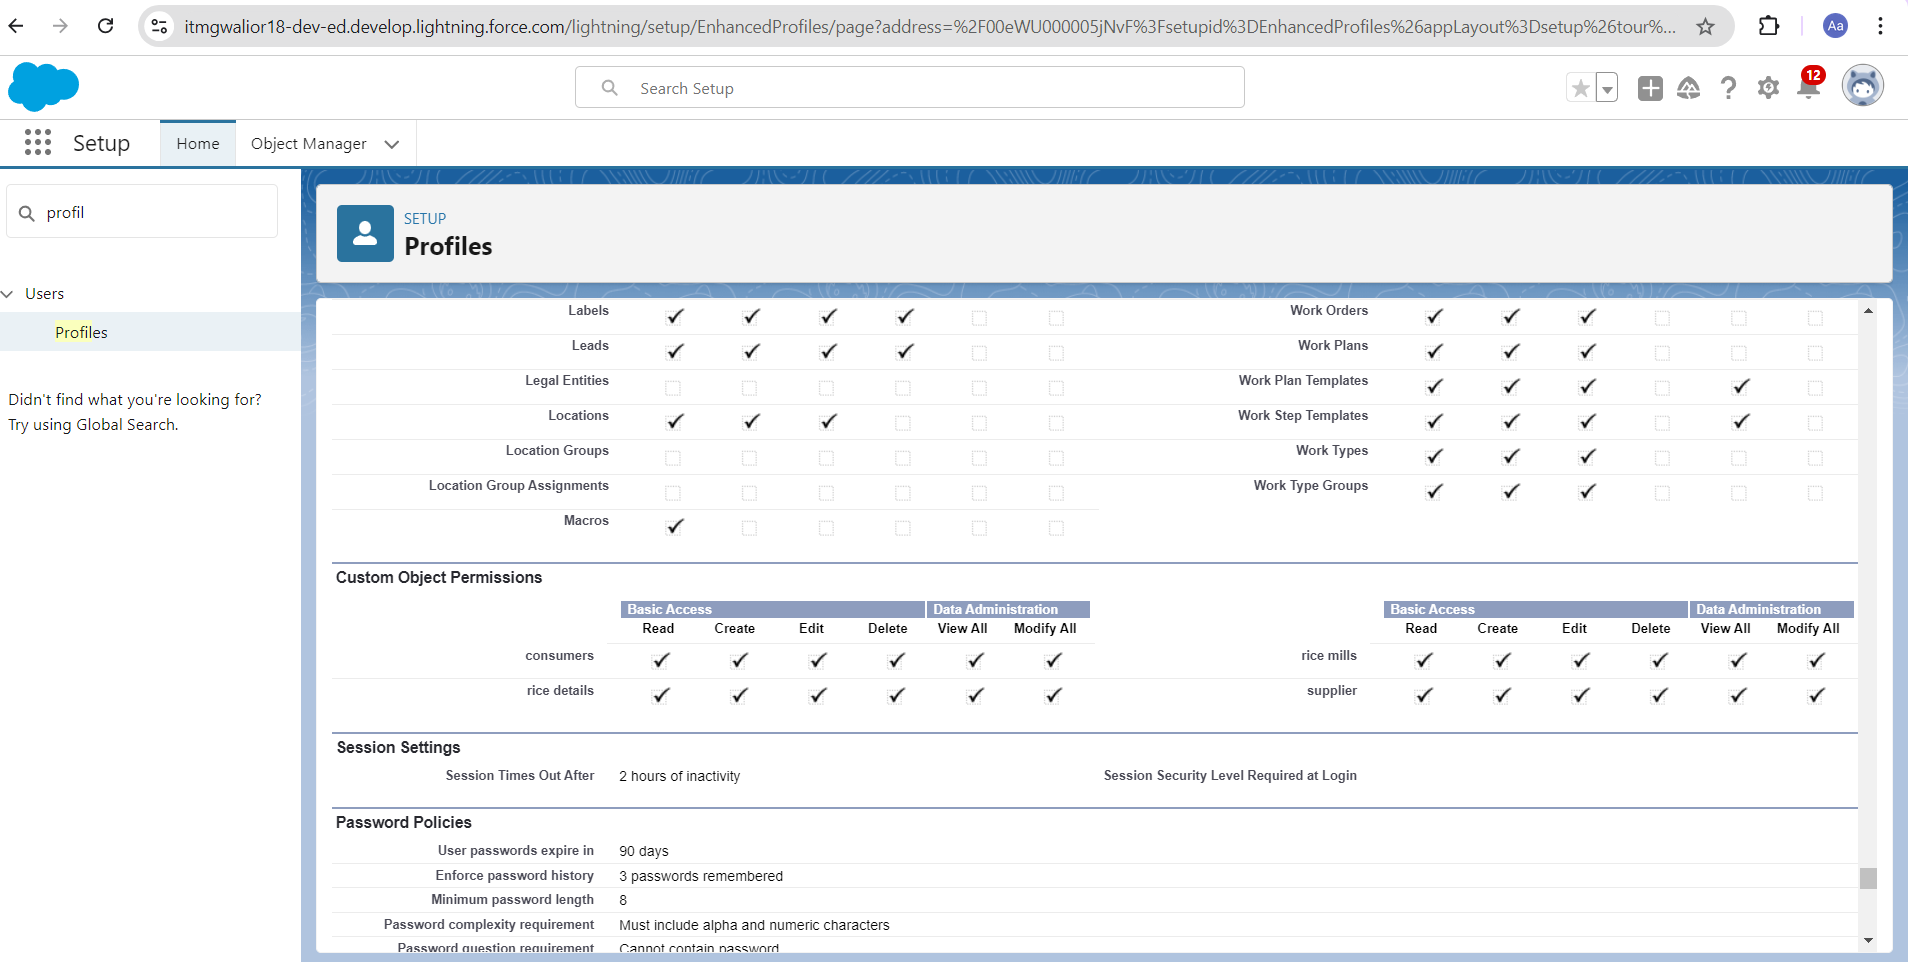 itmgwalior18-dev-ed.develop.lightning.force.com/lightning/setup/EnhancedProfiles/page?address=%2F00eWU000005jNvF%3Fsetupid%3DEnhancedProfiles%26appLayout%3Dsetup%26tour%...
Aa
Search Setup
12
Setup
Home
Object Manager
profil
Users
Profiles
Didn't find what you're looking for?
Try using Global Search.
SETUP
Profiles
Labels
Work Orders
Leads
Work Plans
Legal Entities
Work Plan Templates
Locations
Work Step Templates
Location Groups
Work Types
Location Group Assignments
Work Type Groups
Macros
Custom Object Permissions
Basic Access Data Administration
Basic Access Data Administration
Read Create Edit Delete View All Modify All
Read Create Edit Delete View All Modify All
consumers
rice mills
rice details
supplier
Session Settings
Session Times Out After 2 hours of inactivity
Session Security Level Required at Login
Password Policies
User passwords expire in 90 days
Enforce password history 3 passwords remembered
Minimum password length 8
Password complexity requirement Must include alpha and numeric characters
Password question requirement Cannot contain password